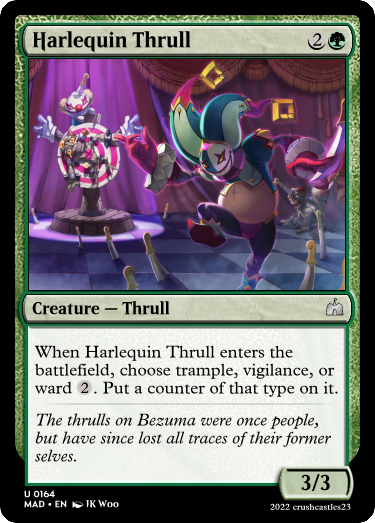 Harlequin Thrull 2
Creature — Thrull
When Harlequin Thrull enters the
battlefield, choose trample, vigilance, or
ward 2. Put a counter of that type on it.
The thrulls on Bezuma were once people,
but have since lost all traces of their former
selves.
3/3
U 0164
MAD • EN JK Woo
2022 crushcastles23